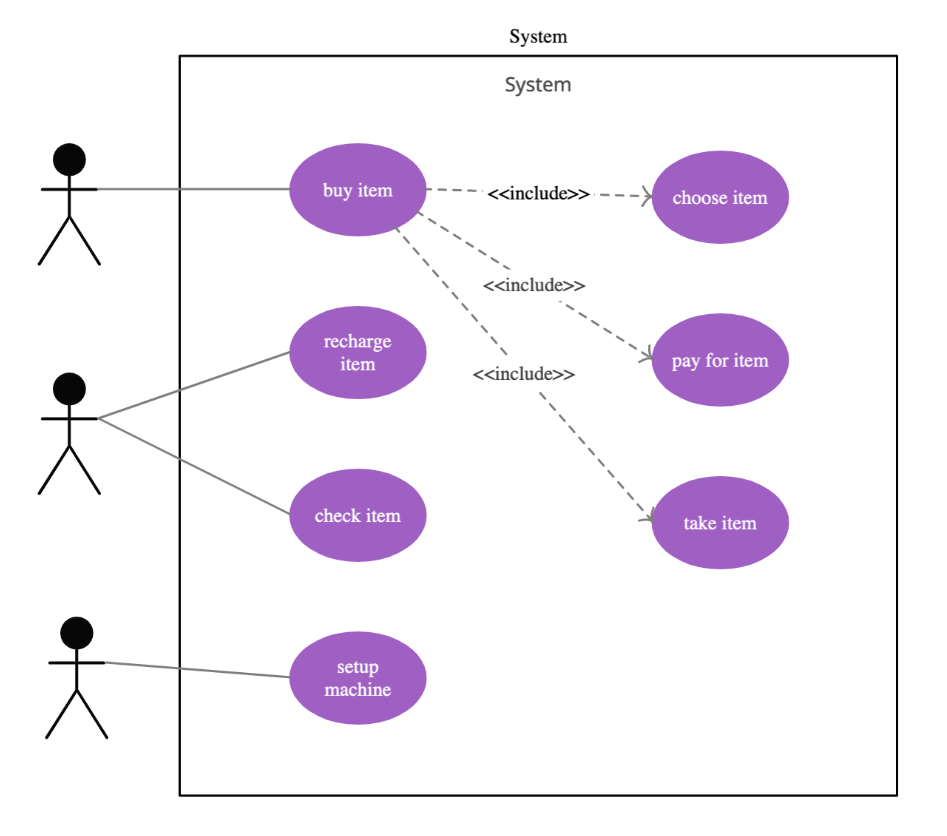 System
System
buy item
<<include>>
choose item
<<include>>
recharge
item
pay for item
<<include>>
check item
take item
setup
machine